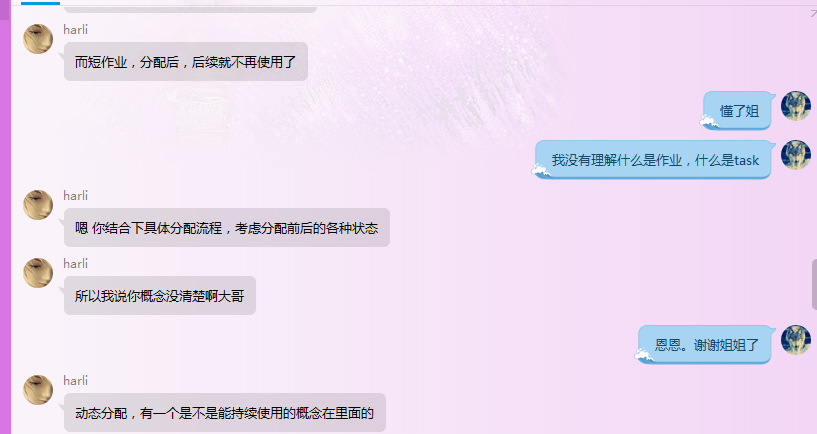 harli
而短作业，分配后，后续就不再使用了
懂了姐
我没有理解什么是作业，什么是task
harli
嗯 你结合下具体分配流程，考虑分配前后的各种状态
harli
所以我说你概念没清楚啊大哥
恩恩。谢谢姐姐了
harli
动态分配，有一个是不是能持续使用的概念在里面的